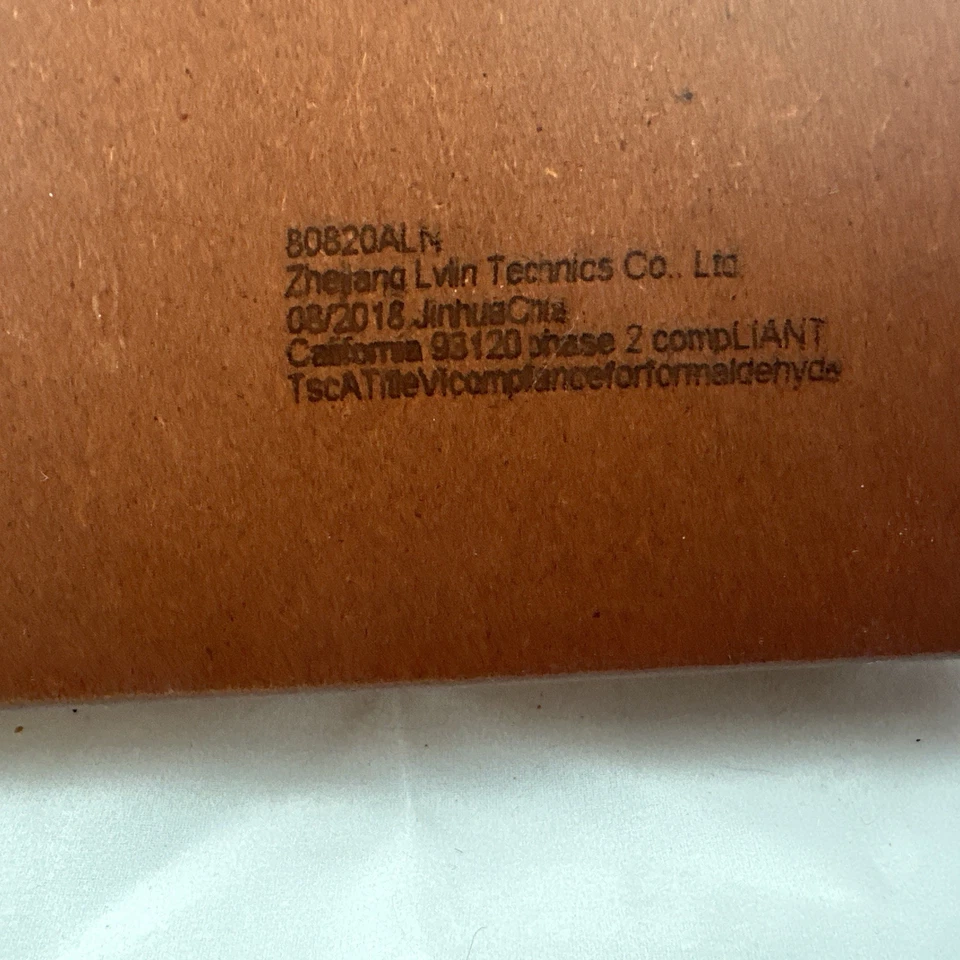 80820ALN
Zhejiang Lvlin Technics Co., Ltd.
08/2018 JinhuaChia
California 93120 phase 2 compLIANT
TscATitleVIcomplianceforformaldehyde